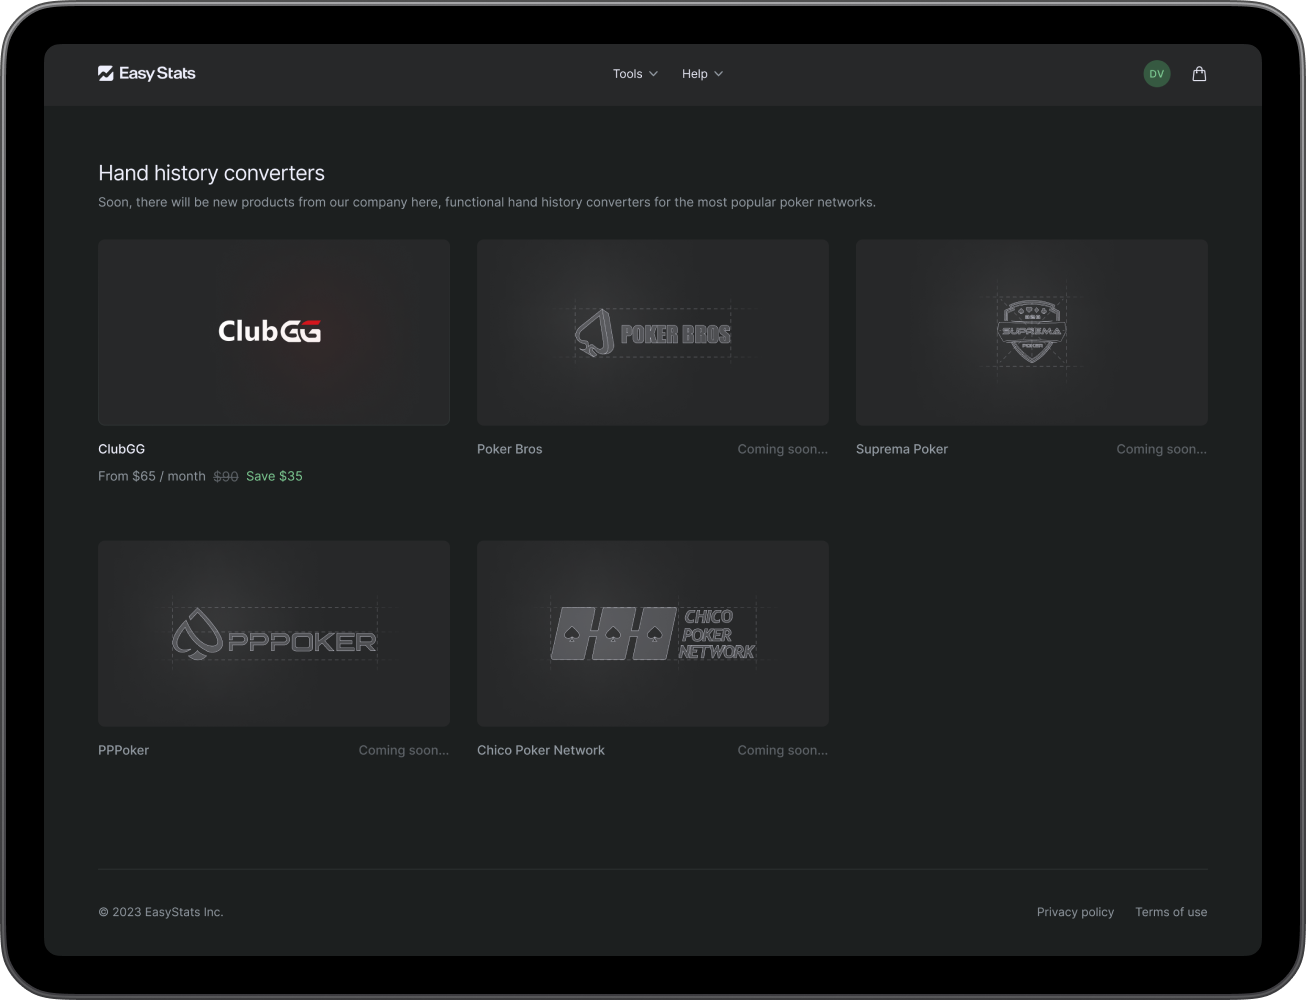 EasyStats
Tools Help
DV
Hand history converters
Soon, there will be new products from our company here, functional hand history converters for the most popular poker networks.
ClubGG
POKER BROS
SUPREMA
POKER
ClubGG
From $65 / month $90 Save $35
Poker Bros Coming soon...
Suprema Poker Coming soon...
PPPOKER
CHICO
POKER
NETWORK
PPPoker Coming soon...
Chico Poker Network Coming soon...
© 2023 EasyStats Inc.
Privacy policy Terms of use